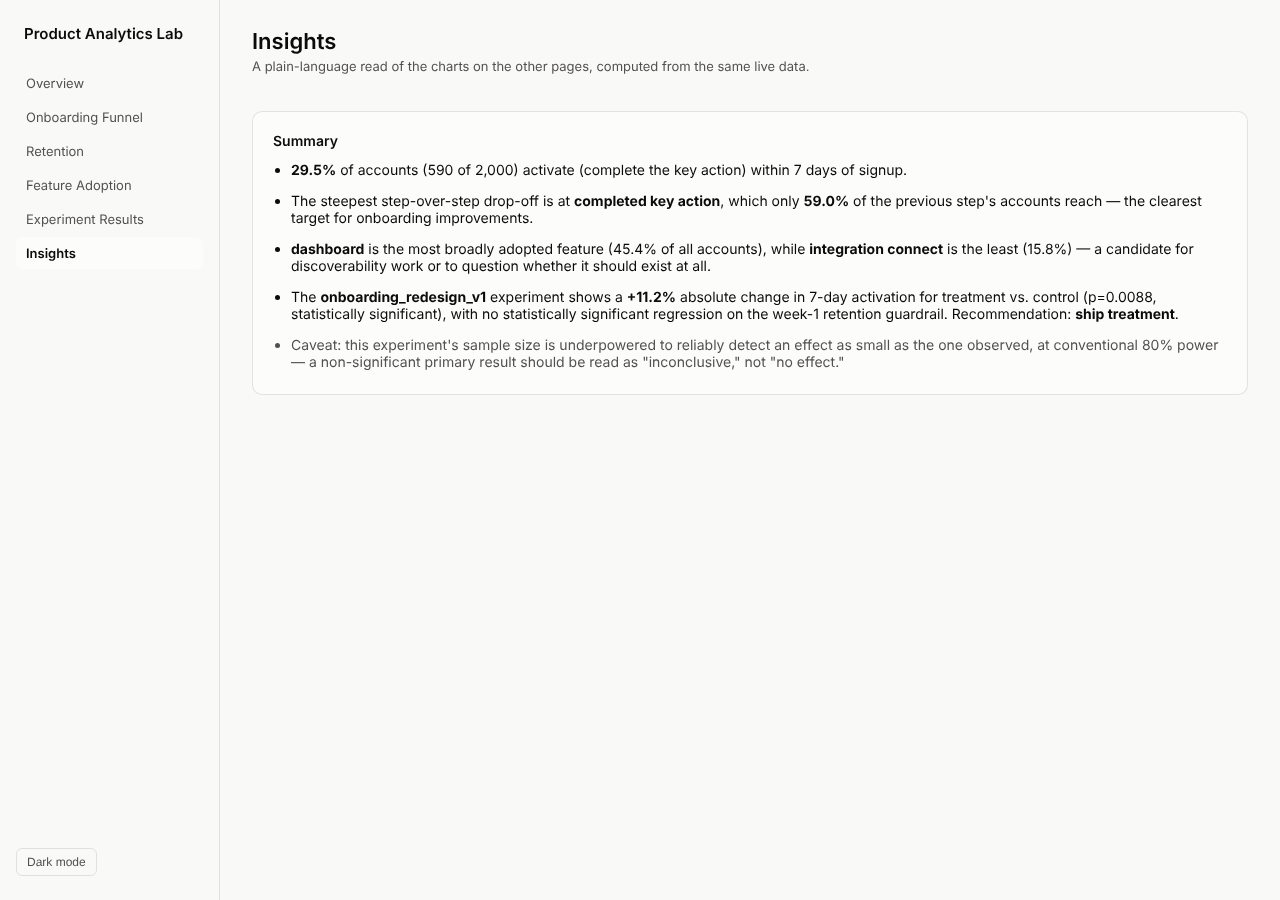 Product Analytics Lab
Overview
Onboarding Funnel
Retention
Feature Adoption
Experiment Results
Insights
Dark mode
Insights
A plain-language read of the charts on the other pages, computed from the same live data.
Summary
• 29.5% of accounts (590 of 2,000) activate (complete the key action) within 7 days of signup.
• The steepest step-over-step drop-off is at completed key action, which only 59.0% of the previous step's accounts reach — the clearest
target for onboarding improvements.
• dashboard is the most broadly adopted feature (45.4% of all accounts), while integration connect is the least (15.8%) — a candidate for
discoverability work or to question whether it should exist at all.
• The onboarding_redesign_v1 experiment shows a +11.2% absolute change in 7-day activation for treatment vs. control (p=0.0088,
statistically significant), with no statistically significant regression on the week-1 retention guardrail. Recommendation: ship treatment.
• Caveat: this experiment's sample size is underpowered to reliably detect an effect as small as the one observed, at conventional 80% power
— a non-significant primary result should be read as "inconclusive," not "no effect."